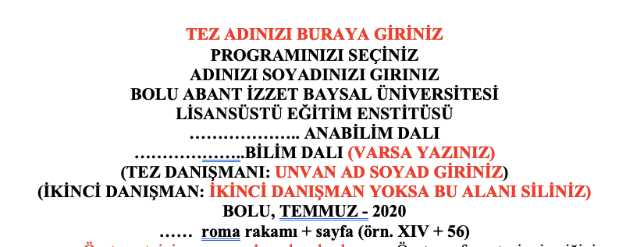 TEZ ADINIZI BURAYA GİRİNİZ
PROGRAMINIZI SEÇİNİZ
ADINIZI SOYADINIZI GIRINIZ
BOLU ABANT İZZET BAYSAL ÜNİVERSİTESİ
LİSANSÜSTÜ EĞİTİM ENSTİTÜSÜ
……………….. ANABİLİM DALI
…………...…..BİLİM DALI (VARSA YAZINIZ)
(TEZ DANIŞMANI: UNVAN AD SOYAD GİRİNİZ)
(İKİNCİ DANIŞMAN: İKİNCİ DANIŞMAN YOKSA BU ALANI SİLİNİZ)
BOLU, TEMMUZ - 2020
…… roma rakamı + sayfa (örn. XIV + 56)